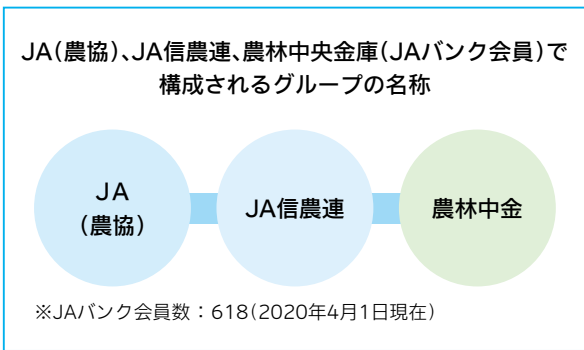 JA(農協)、JA信農連、農林中央金庫(JAバンク会員)で
構成されるグループの名称
JA
(農協)
JA信農連
農林中金
※JAバンク会員数：618(2020年4月1日現在)